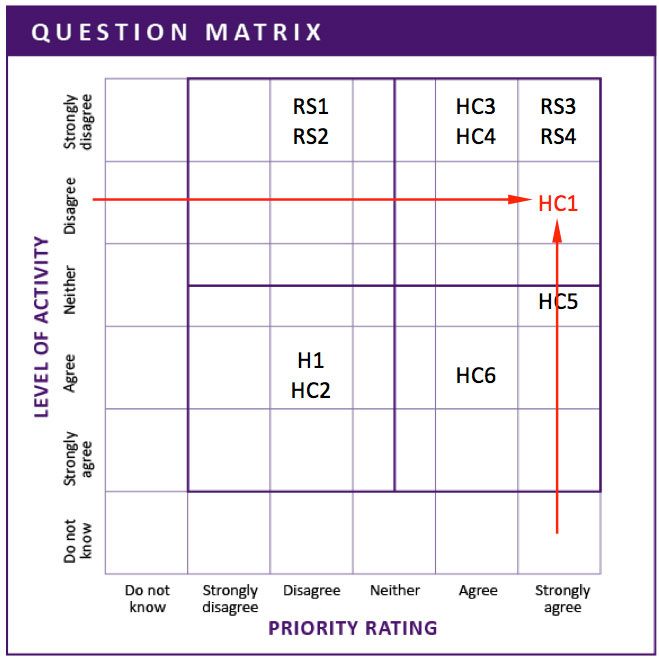 QUESTION MATRIX
LEVEL OF ACTIVITY
Strongly
disagree
Disagree
Neither
Agree
Strongly
agree
Do not
know
RS1
RS2
HC3
HC4
RS3
RS4
HC1
HC5
H1
HC2
HC6
Do not
know
Strongly
disagree
Disagree
Neither
Agree
Strongly
agree
PRIORITY RATING